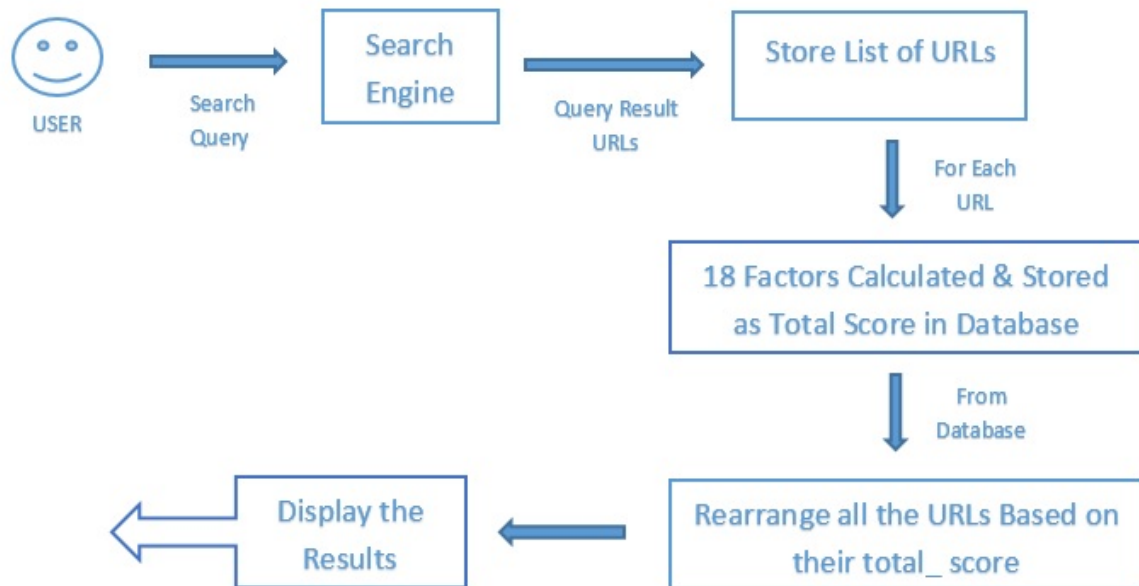 USER
Search
Query
Search
Engine
Query Result
URLs
Store List of URLs
For Each
URL
18 Factors Calculated & Stored
as Total Score in Database
From
Database
Rearrange all the URLs Based on
their total_ score
Display the
Results